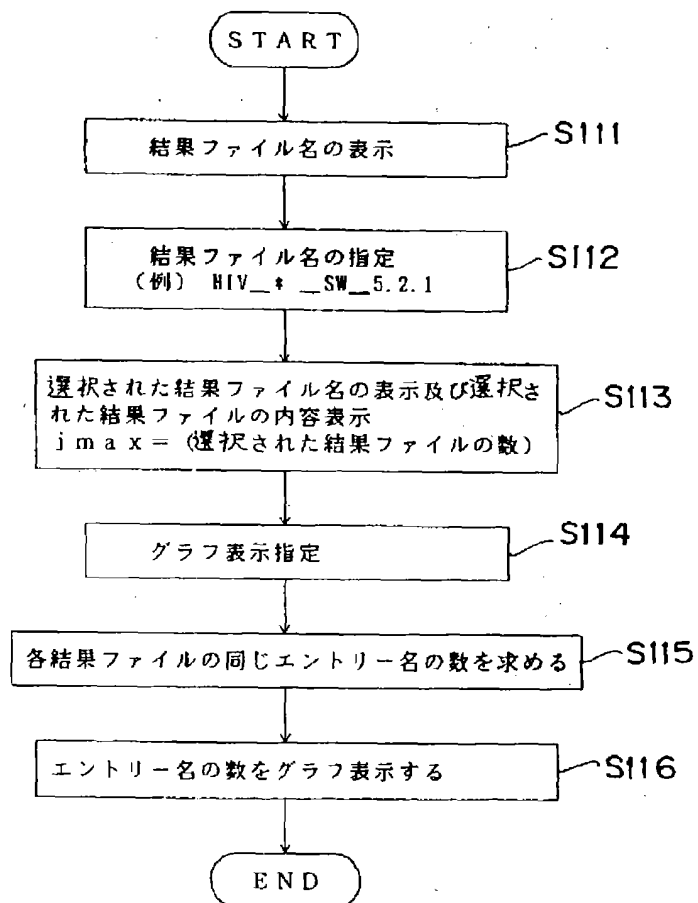 START
結果ファイル名の表示
S111
結果ファイル名の指定
(例) HIV__* __SW__5.2.1
S112
選択された結果ファイル名の表示及び選択さ
れた結果ファイルの内容表示
jmax=(選択された結果ファイルの数)
S113
グラフ表示指定
S114
各結果ファイルの同じエントリー名の数を求める
S115
エントリー名の数をグラフ表示する
S116
END